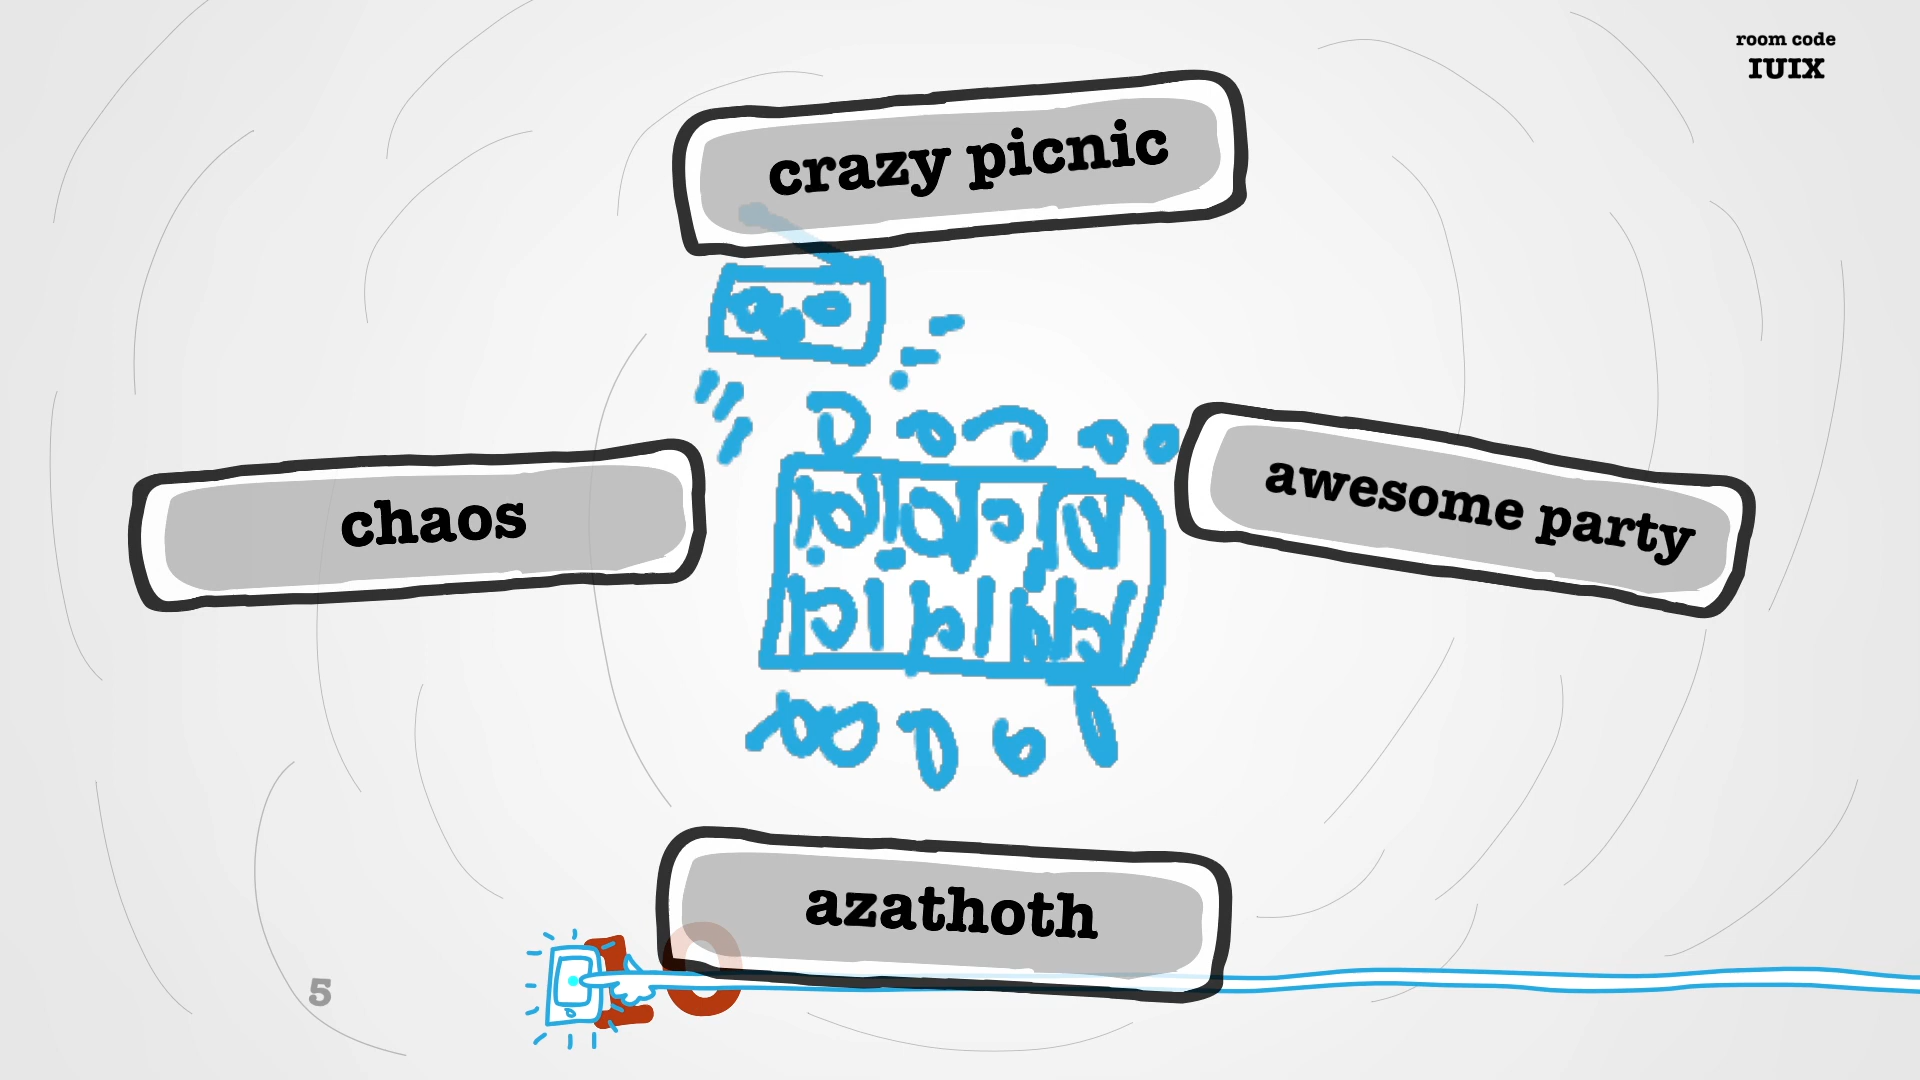 room code
IUIX
crazy picnic
chaos
awesome party
azathoth
5